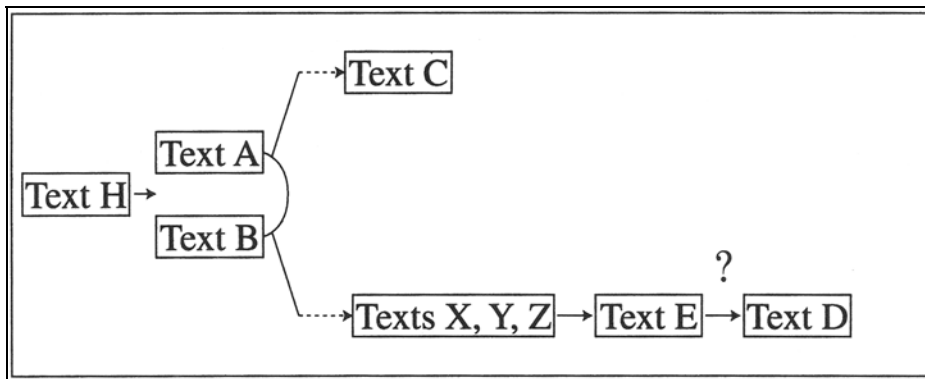 Text C
Text A
Text H
Text B
?
Texts X, Y, Z
Text E
Text D